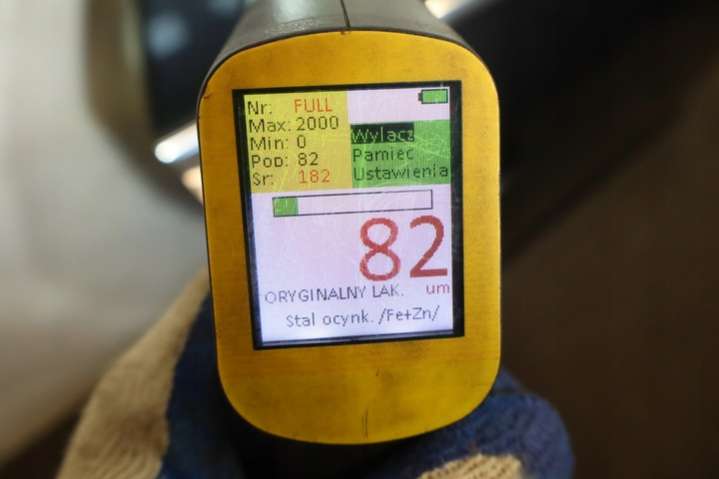 Nr: FULL
Max: 2000
Min: 0
Pop: 82
Sr: 182
Wylacz
Pamiec
Ustawienia
82
um
ORYGINALNY LAK.
Stal ocynk. /Fe+Zn/